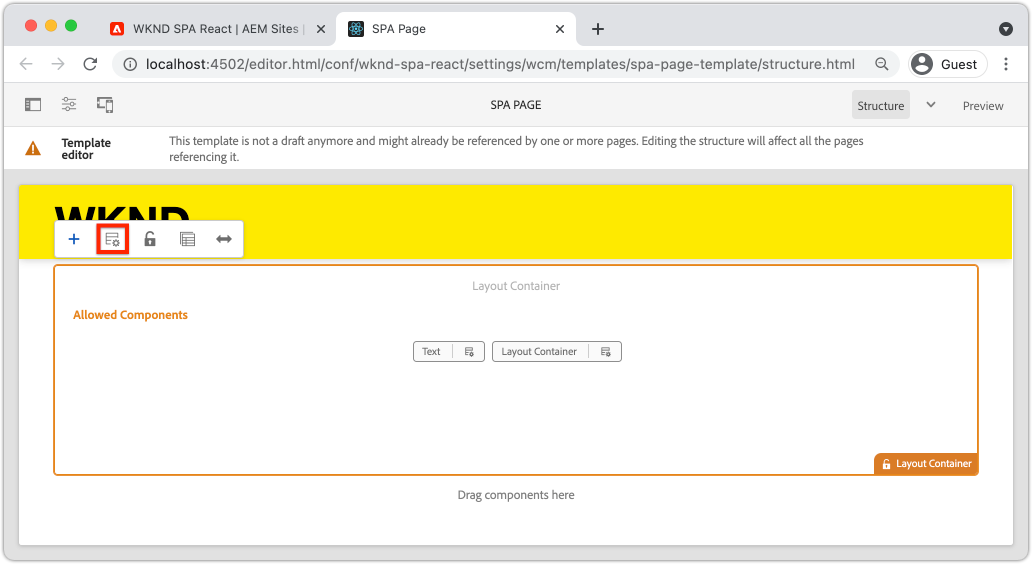 WKND SPA React | AEM Sites |
SPA Page
localhost:4502/editor.html/conf/wknd-spa-react/settings/wcm/templates/spa-page-template/structure.html
Guest
SPA PAGE
Structure
Preview
Template
editor
This template is not a draft anymore and might already be referenced by one or more pages. Editing the structure will affect all the pages
referencing it.
WKND
Layout Container
Allowed Components
Text
Layout Container
Layout Container
Drag components here